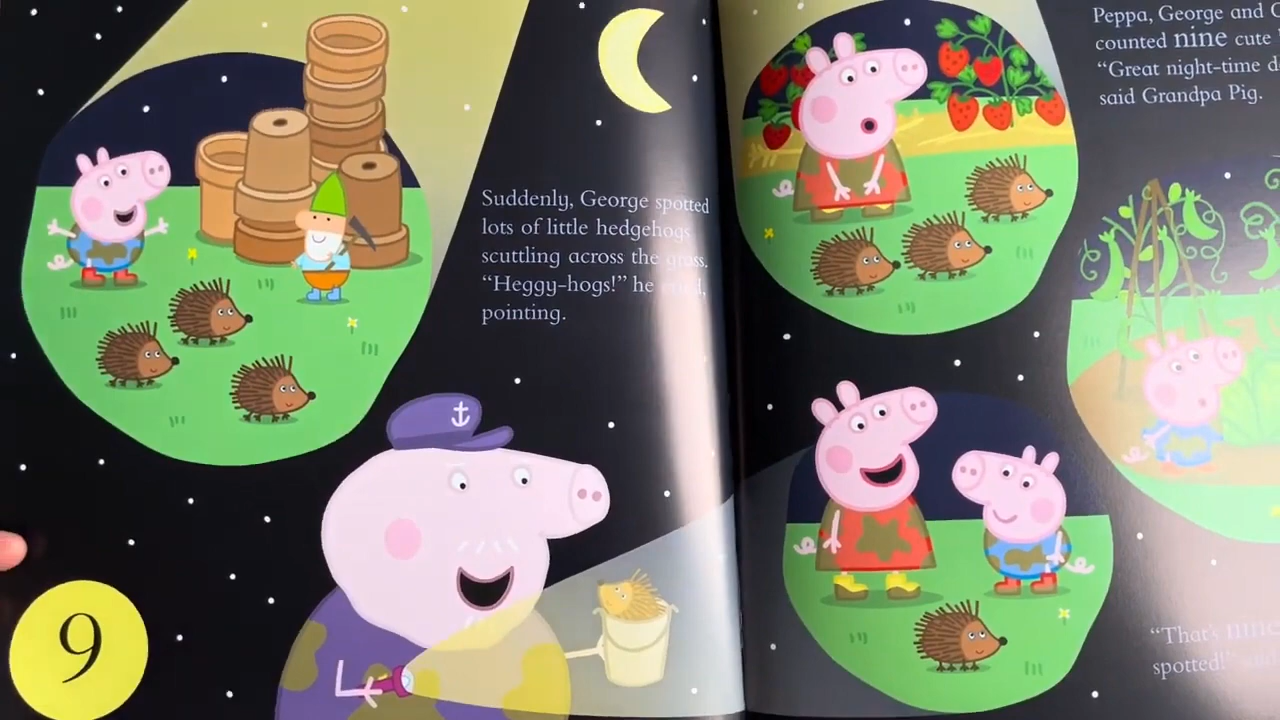 Suddenly, George spotted
lots of little hedgehogs
scuttling across the grass.
“Heggy-hogs!” he
pointing.
9
Peppa, George and
counted nine cute
“Great night-time
said Grandpa Pig.
“That's
spotted!”